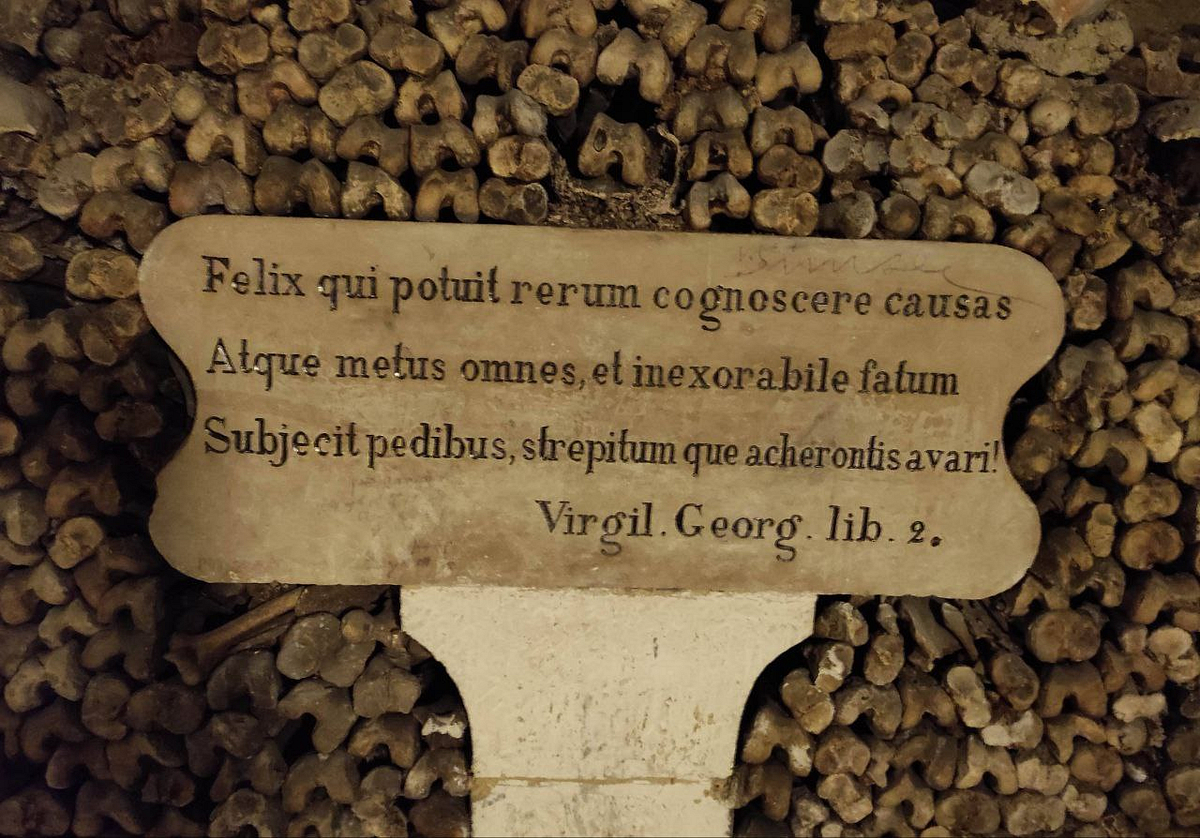 Felix qui potuit rerum cognoscere causas
Atque metus omnes, et inexorabile fatum
Subjecit pedibus, strepitum que acherontis avari!
Virgil. Georg. lib. 2.